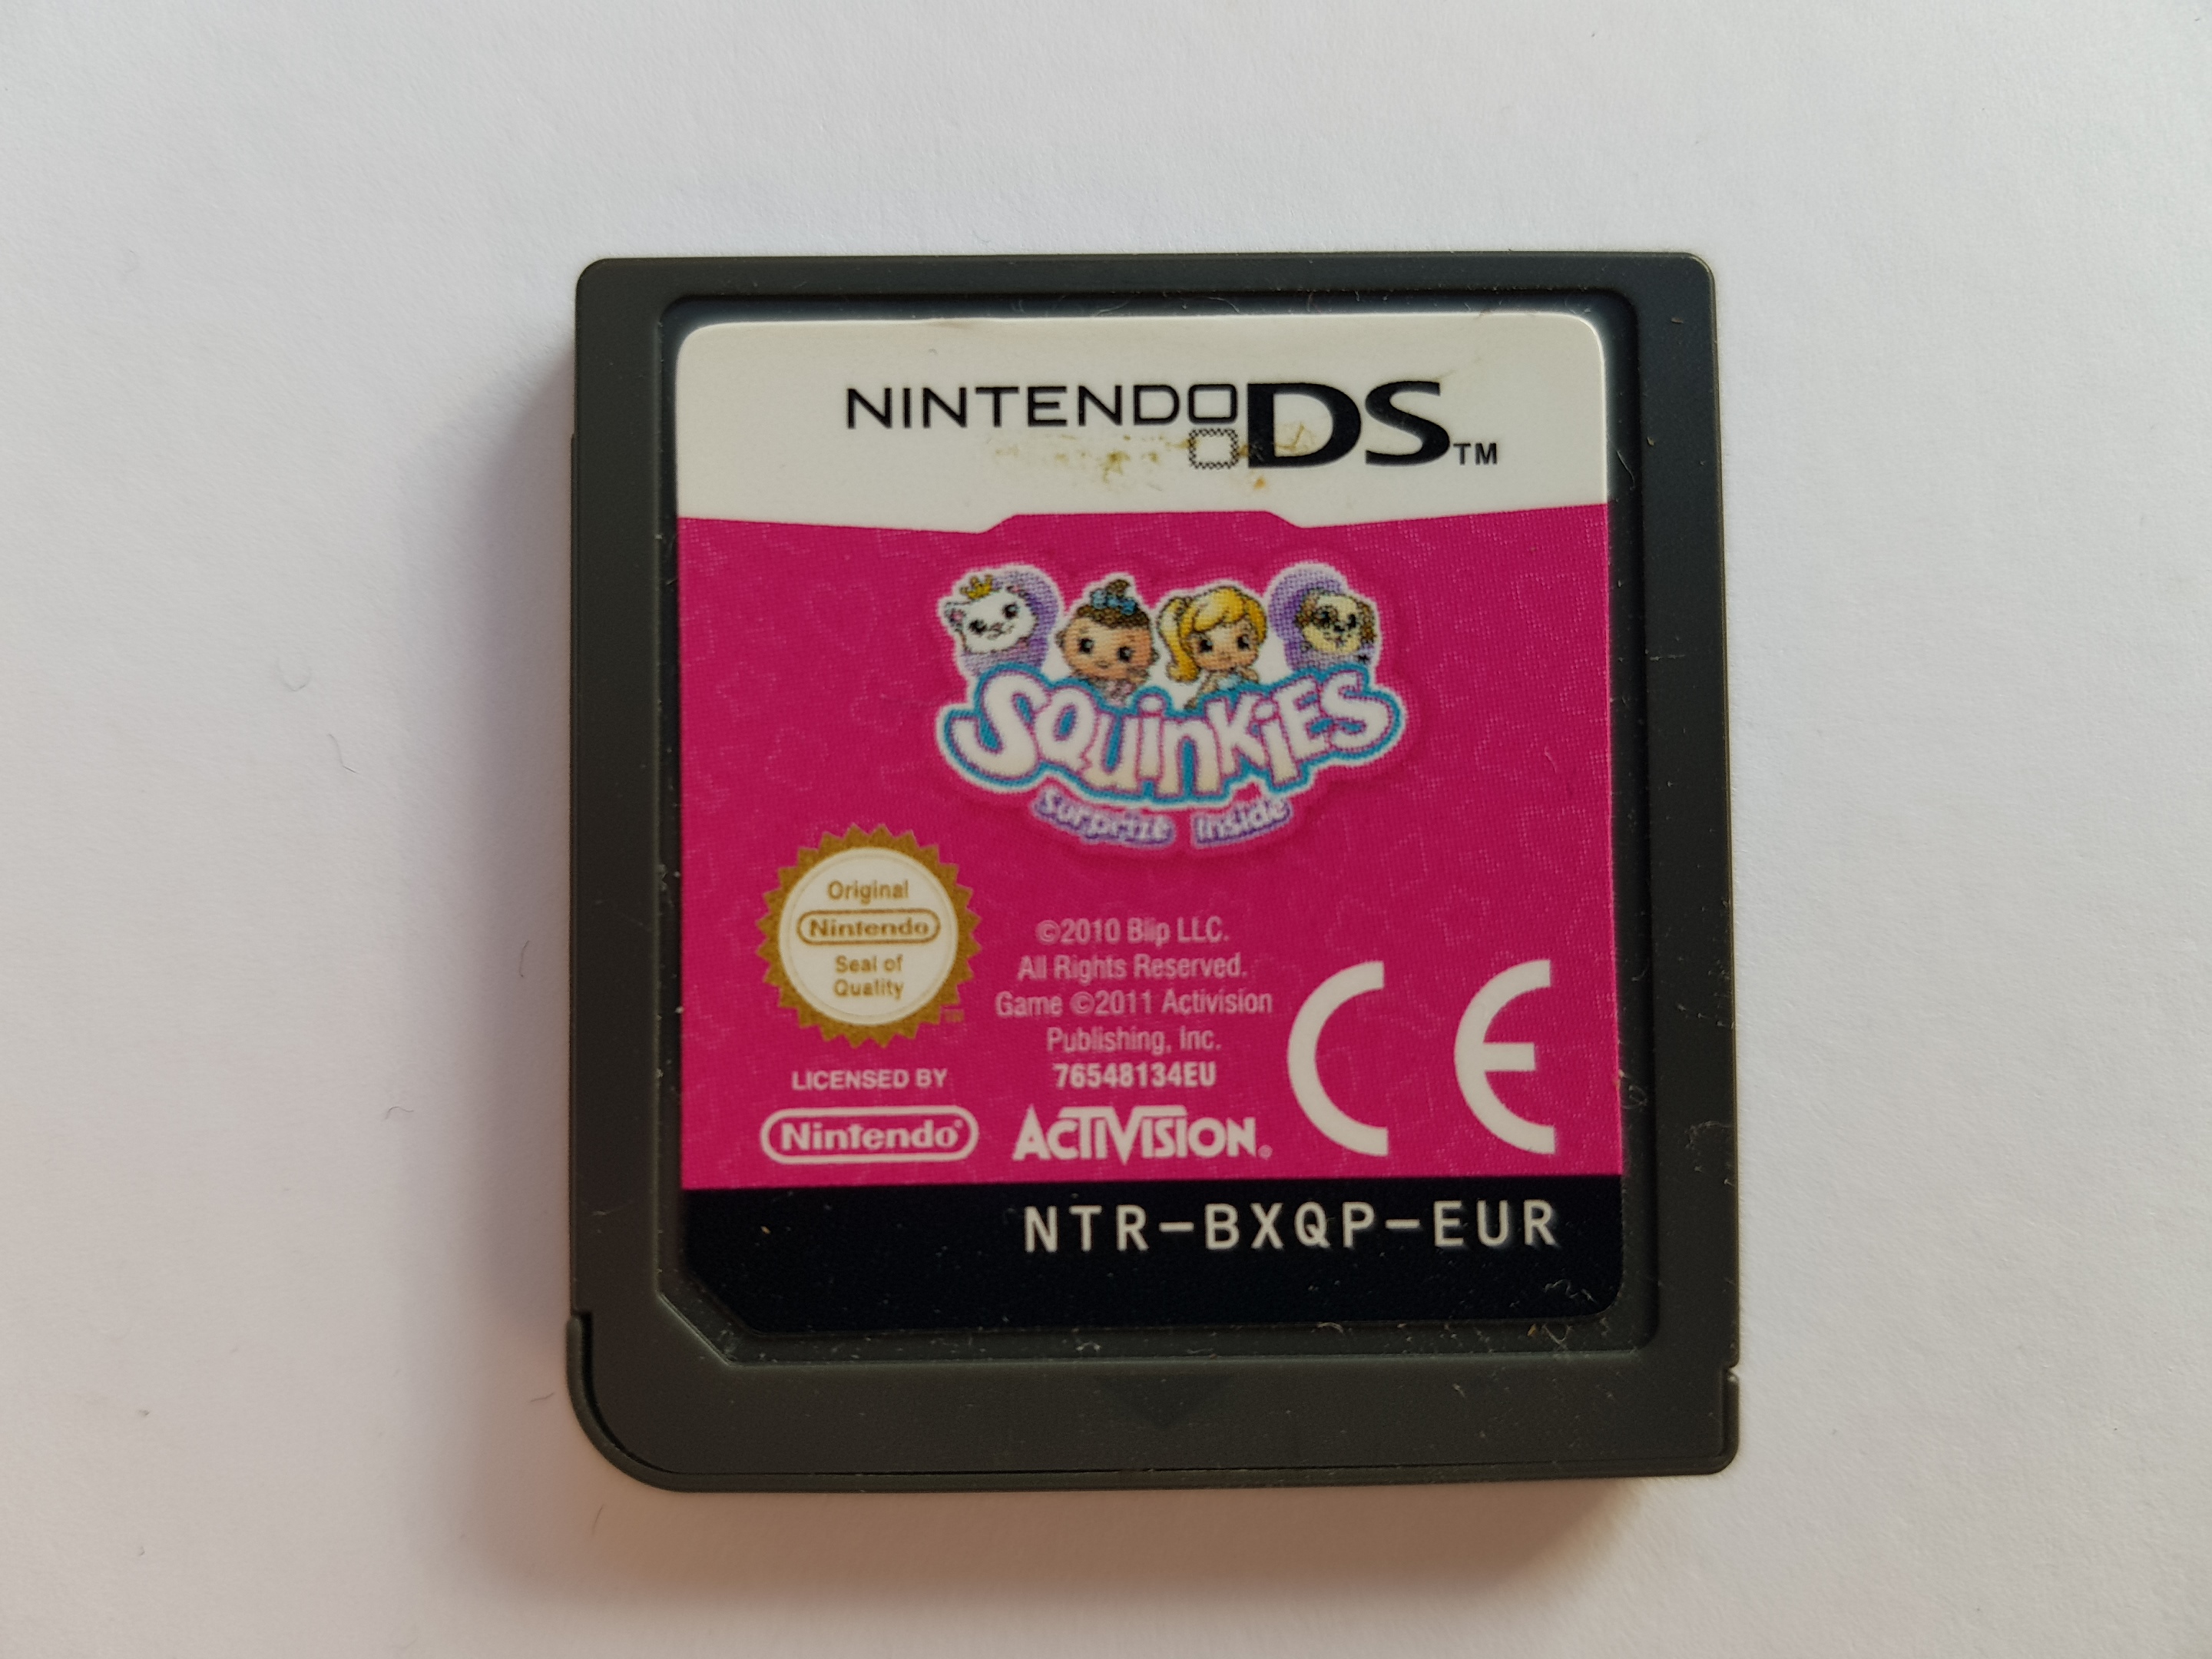 NINTENDO DS™
SQUiNKiES
Surprize Inside
Original
Nintendo
Seal of
Quality
TM
LICENSED BY
Nintendo®
©2010 Blip LLC.
All Rights Reserved.
Game ©2011 Activision
Publishing, Inc.
76548134EU
ACTIVISION®
CE
NTR-BXQP-EUR